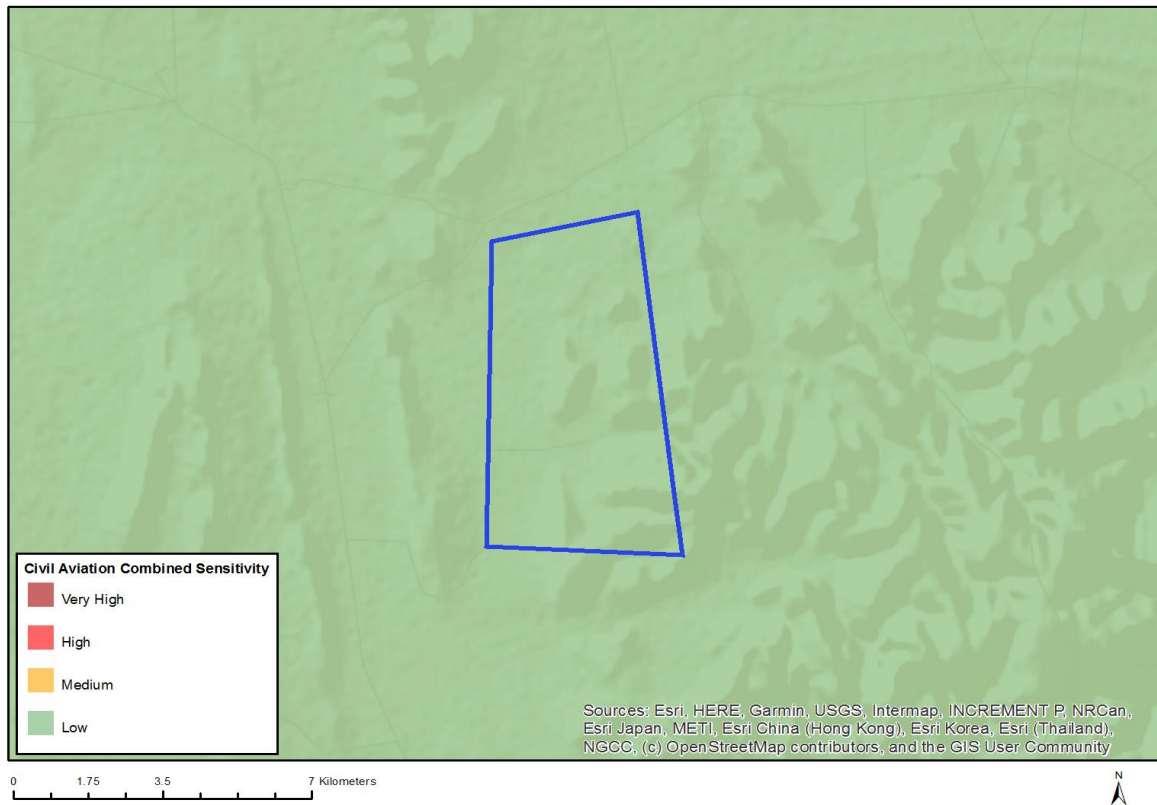 Civil Aviation Combined Sensitivity
Very High
High
Medium
Low
Sources: Esri, HERE, Garmin, USGS, Intermap, INCREMENT P, NRCan,
Esri Japan, METI, Esri China (Hong Kong), Esri Korea, Esri (Thailand),
NGCC, (c) OpenStreetMap contributors, and the GIS User Community
0 1.75 3.5 7 Kilometers
N